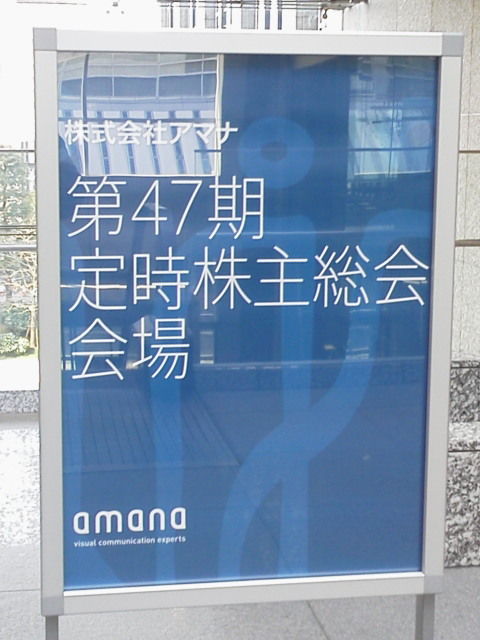 株式会社アマナ
第47期
定時株主総会
会場
amana
visual communication experts